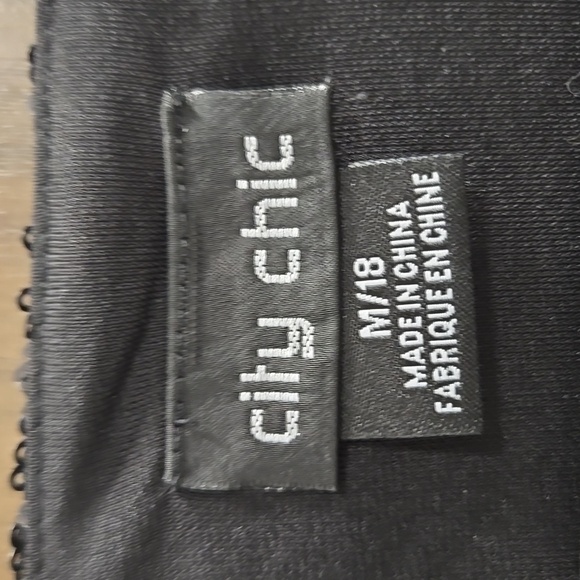 city chic
M/18
MADE IN CHINA
FABRIQUE EN CHINE